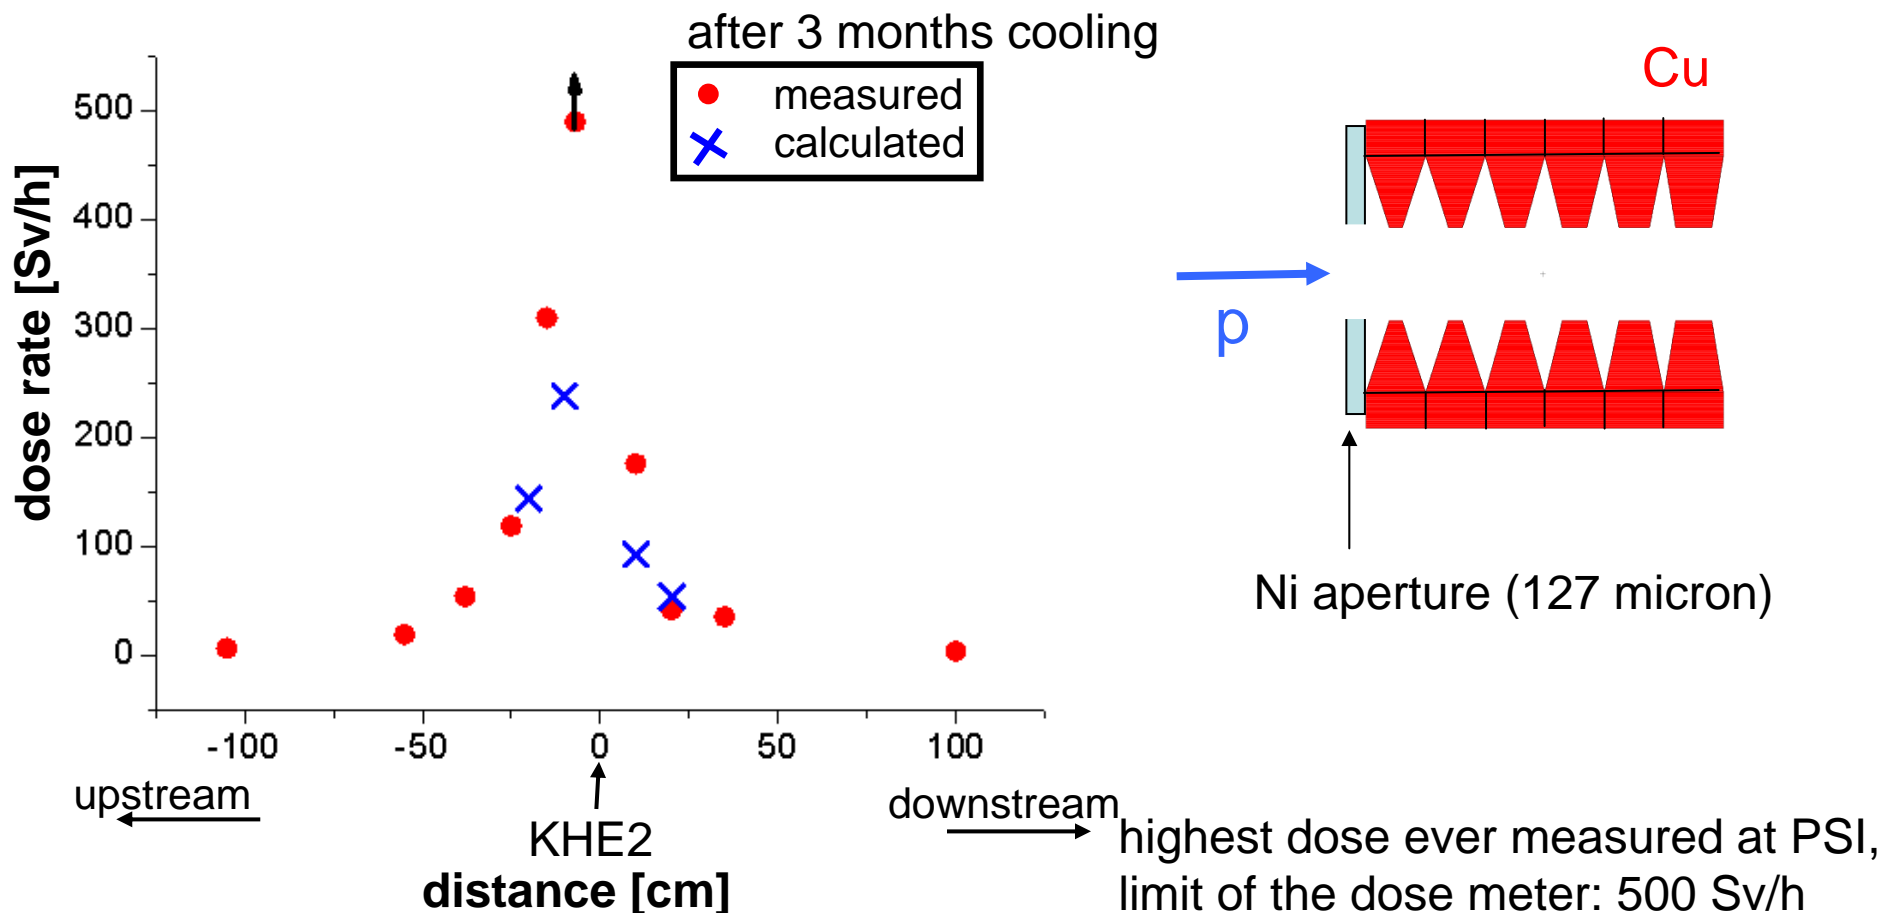 after 3 months cooling
measured
calculated
dose rate [Sv/h]
500
400
300
200
100
0
-100
-50
0
50
100
upstream
downstream
KHE2
distance [cm]
Cu
p
Ni aperture (127 micron)
highest dose ever measured at PSI,
limit of the dose meter: 500 Sv/h